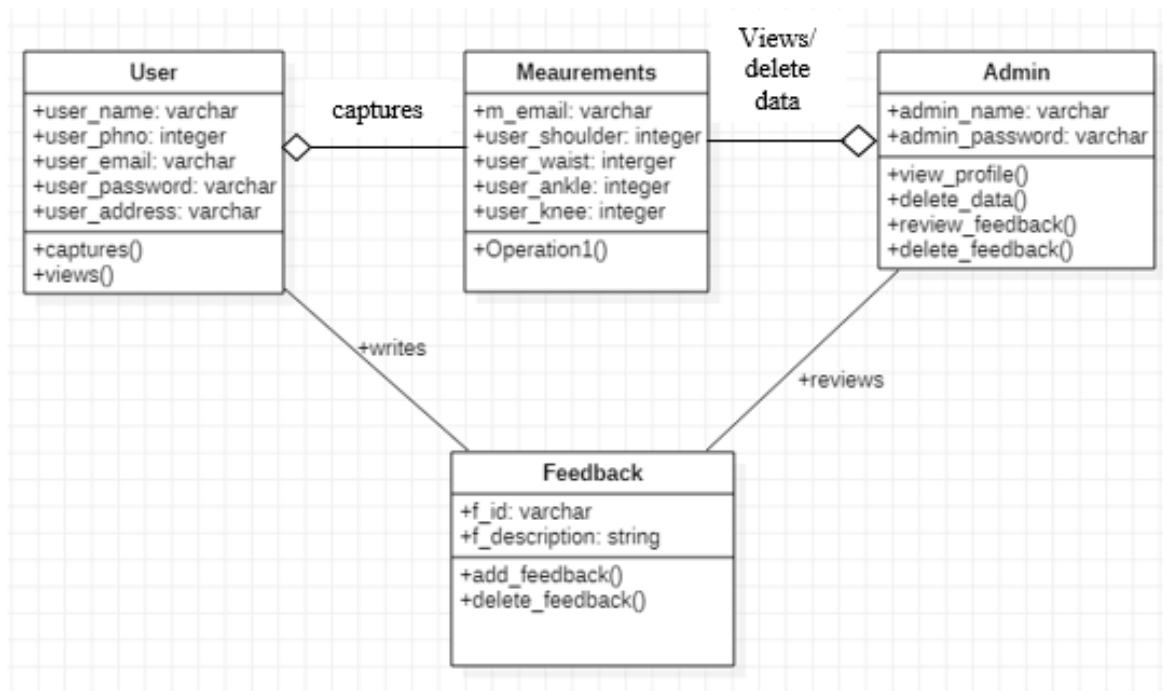 User
+user_name: varchar
+user_phno: integer
+user_email: varchar
+user_password: varchar
+user_address: varchar
+captures()
+views()
captures
Meaurements
+m_email: varchar
+user_shoulder: integer
+user_waist: interger
+user_ankle: integer
+user_knee: integer
+Operation1()
Views/
delete
data
Admin
+admin_name: varchar
+admin_password: varchar
+view_profile()
+delete_data()
+review_feedback()
+delete_feedback()
+writes
+reviews
Feedback
+f_id: varchar
+f_description: string
+add_feedback()
+delete_feedback()